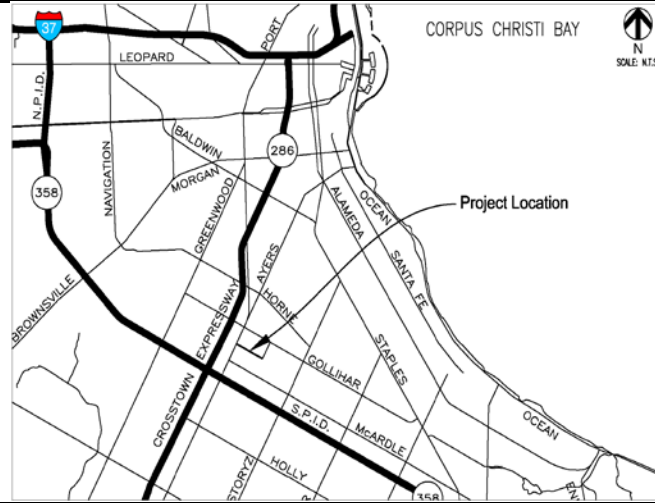 CORPUS CHRISTI BAY
N
SCALE: N.T.S
37
PORT
LEOPARD
N.P.I.D.
NAVIGATION
BALDWIN
286
MORGAN
358
GREENWOOD
ALAMEDA
OCEAN
Project Location
SANTA FE
AYERS
BROWNSVILLE
EXPRESSWAY
HORNE
STAPLES
GOLLIHAR
CROSSTOWN
S.P.I.D.
McARDLE
OCEAN
HOLLY
358